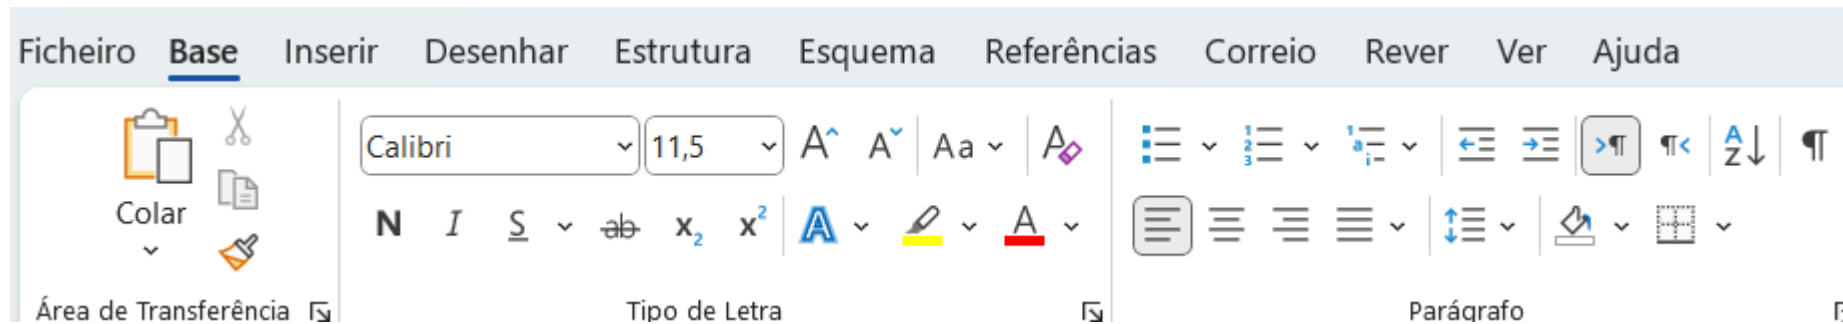 Ficheiro Base Inserir Desenhar Estrutura Esquema Referências Correio Rever Ver Ajuda
Calibri 11,5 A A Aa A
Colar
N I S ab x₂ x² A A
Área de Transferência Tipo de Letra Parágrafo